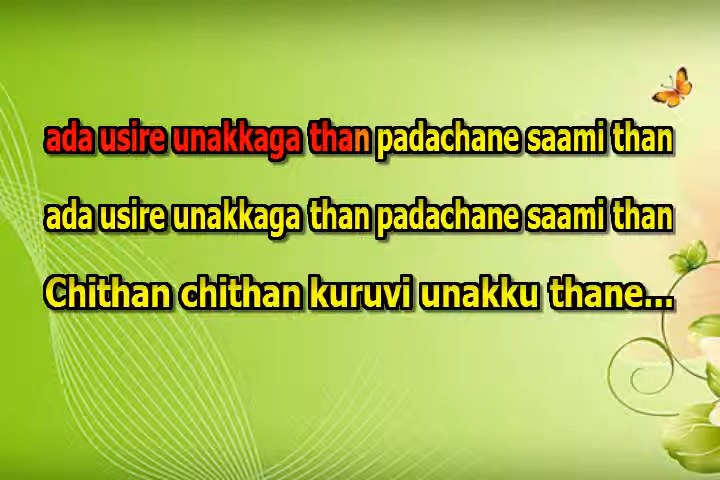 ada usire unakkaga than padachane saami than
ada usire unakkaga than padachane saami than
Chithan chithan kuruvi unakku thane...